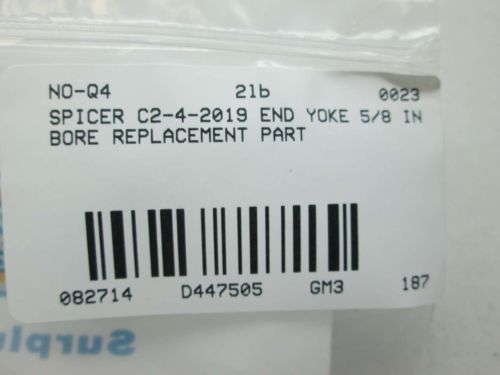 NO-Q4 21b 0023
SPICER C2-4-2019 END YOKE 5/8 IN
BORE REPLACEMENT PART
082714 D447505 GM3 187